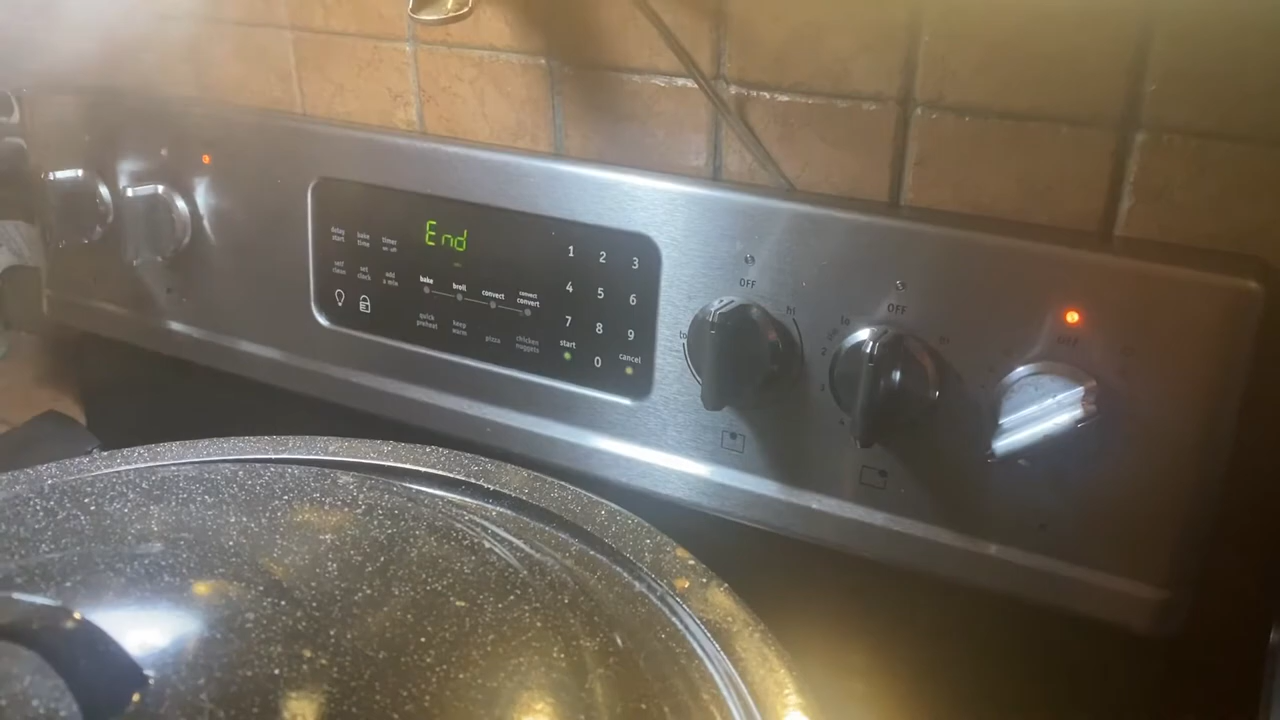 End
delay
start
bake
time
timer
on·off
self
clean
set
clock
add
a min
bake
broil
convect
convect
convert
quick
preheat
keep
warm
pizza
chicken
nuggets
1 2 3
4 5 6
7 8 9
start
0
cancel
OFF
hi
lo
OFF
lo
2
OFF